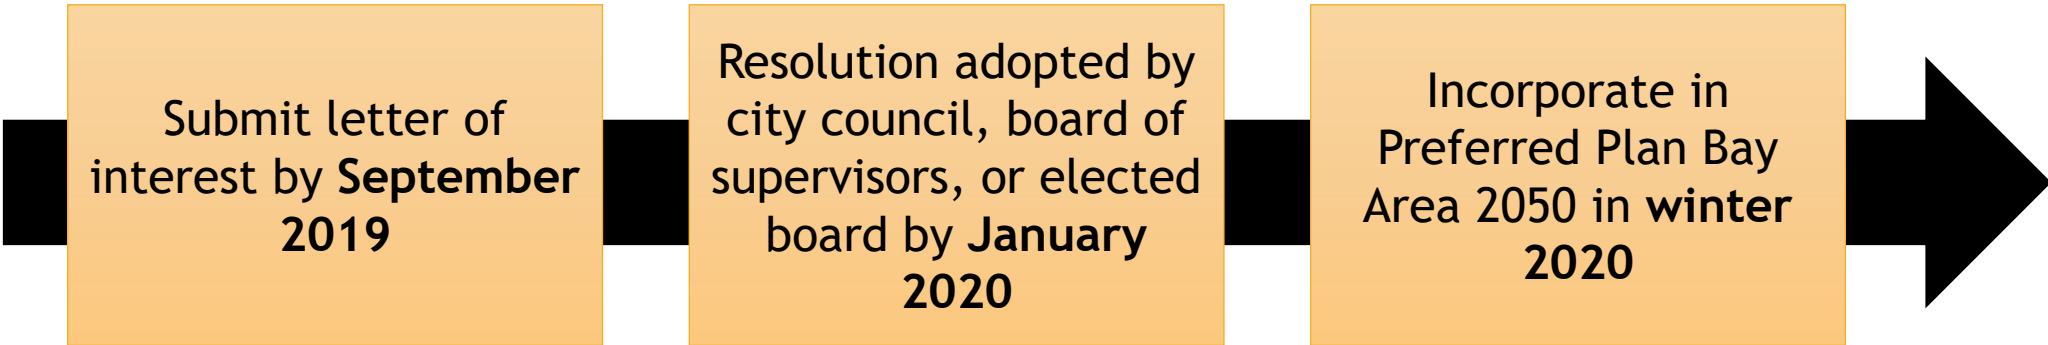 Submit letter of
interest by September
2019
Resolution adopted by
city council, board of
supervisors, or elected
board by January
2020
Incorporate in
Preferred Plan Bay
Area 2050 in winter
2020